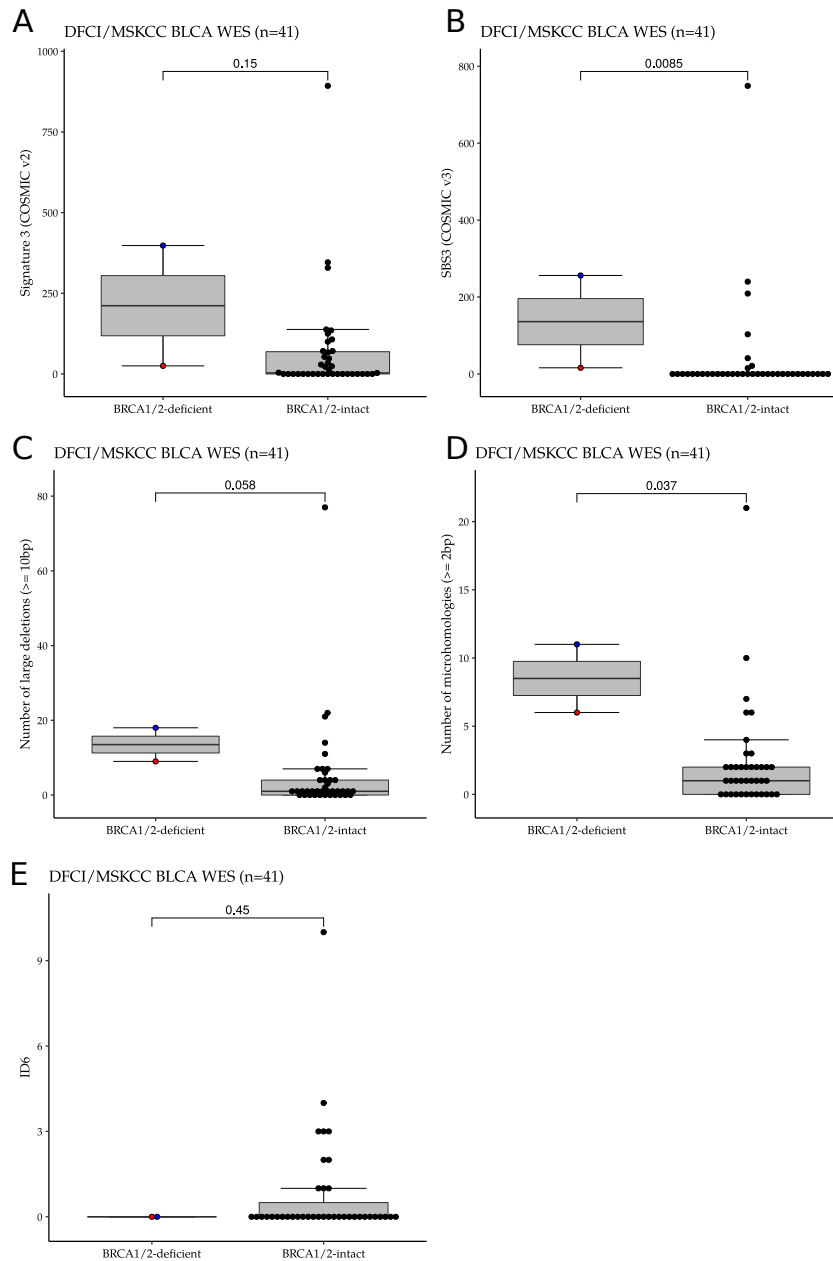 A
DFCI/MSKCC BLCA WES (n=41)
1000
750
500
250
0
Signature 3 (COSMIC v2)
0.15
BRCA1/2-deficient
BRCA1/2-intact
B
DFCI/MSKCC BLCA WES (n=41)
800
600
400
200
0
SBS3 (COSMIC v3)
0.0085
BRCA1/2-deficient
BRCA1/2-intact
C
DFCI/MSKCC BLCA WES (n=41)
80
60
40
20
0
Number of large deletions (>= 10bp)
0.058
BRCA1/2-deficient
BRCA1/2-intact
D
DFCI/MSKCC BLCA WES (n=41)
20
15
10
5
0
Number of microhomologies (>= 2bp)
0.037
BRCA1/2-deficient
BRCA1/2-intact
E
DFCI/MSKCC BLCA WES (n=41)
9
6
3
0
ID6
0.45
BRCA1/2-deficient
BRCA1/2-intact